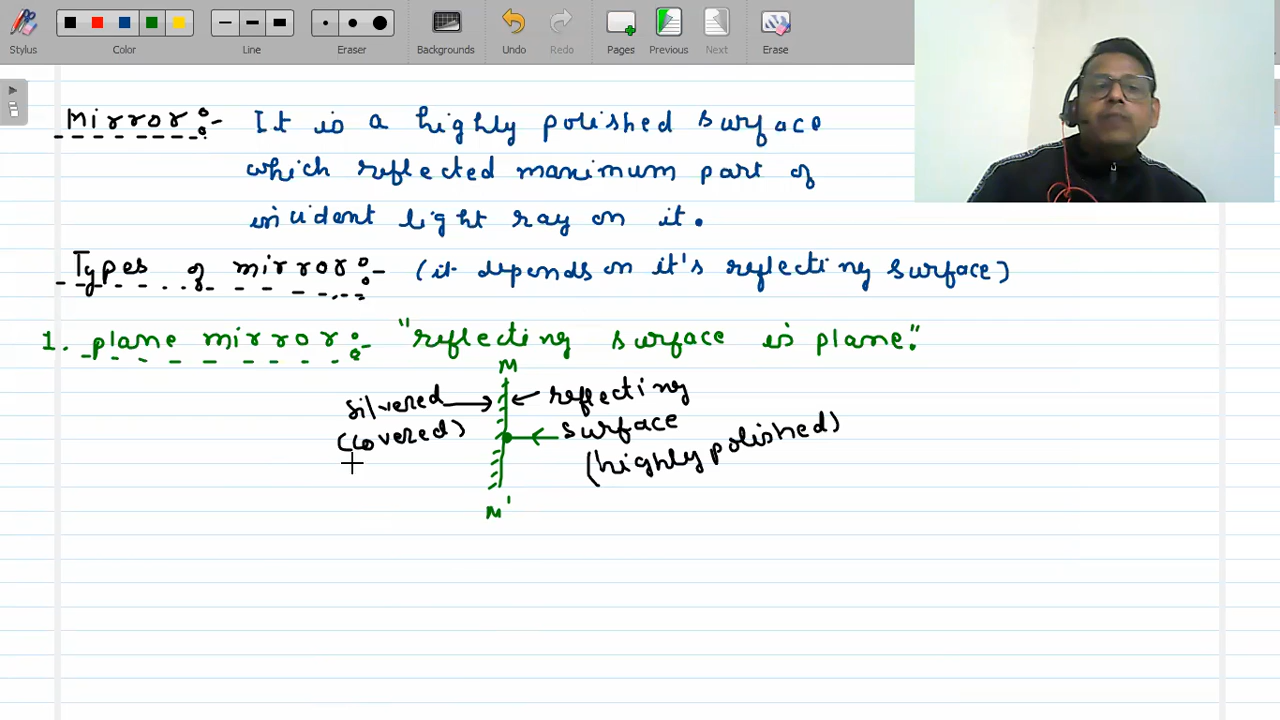 Stylus
Color
Line
Eraser
Backgrounds
Undo
Redo
Pages
Previous
Next
Erase
Mirror:- It is a highly polished surface
which reflected maximum part of
incident light ray on it.
Types of mirror:- (it depends on it's reflecting surface)
1. plane mirror:- "reflecting surface is plane."
M
silvered reflecting
(covered) surface
(highly polished)
M'